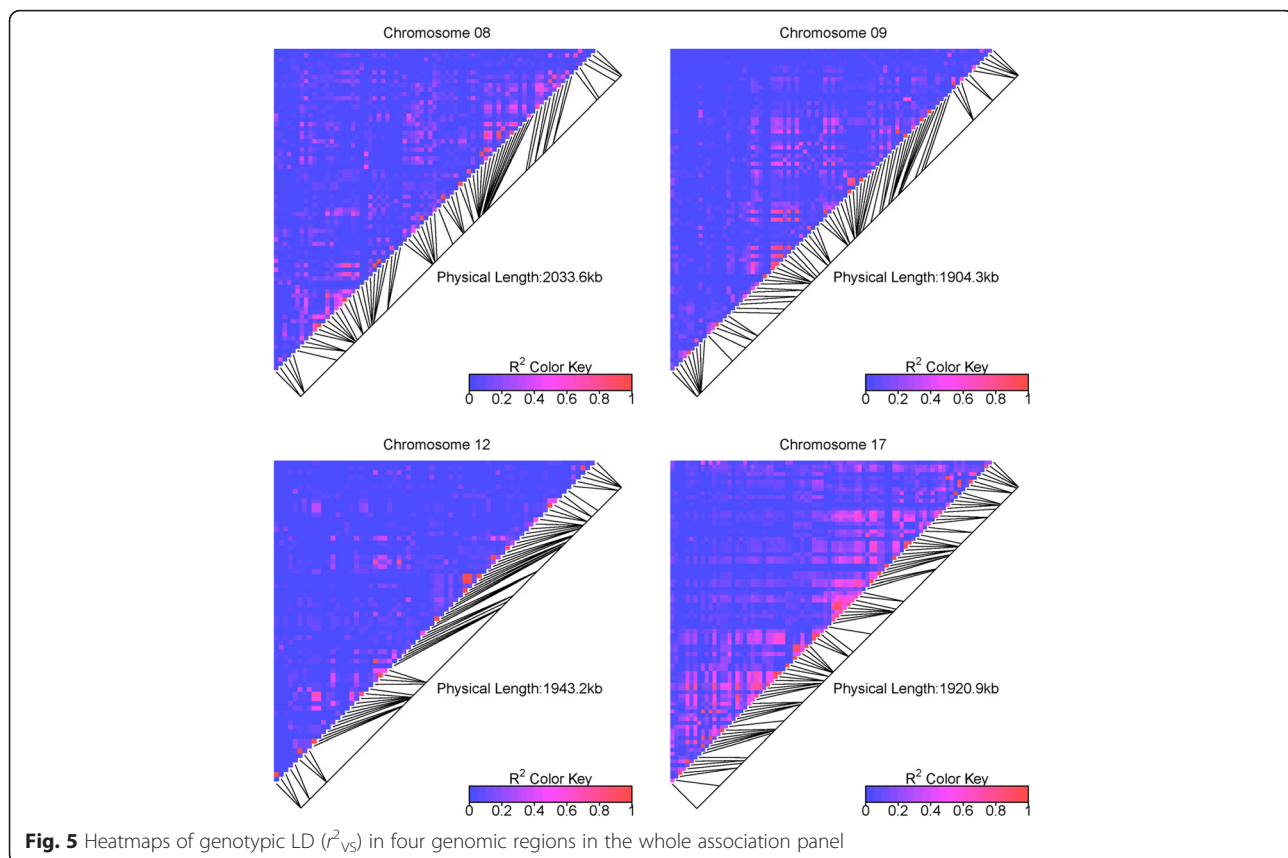 Chromosome 08
Physical Length:2033.6kb
R² Color Key
0 0.2 0.4 0.6 0.8 1
Chromosome 09
Physical Length:1904.3kb
R² Color Key
0 0.2 0.4 0.6 0.8 1
Chromosome 12
Physical Length:1943.2kb
R² Color Key
0 0.2 0.4 0.6 0.8 1
Chromosome 17
Physical Length:1920.9kb
R² Color Key
0 0.2 0.4 0.6 0.8 1
Fig. 5 Heatmaps of genotypic LD (r²VS) in four genomic regions in the whole association panel